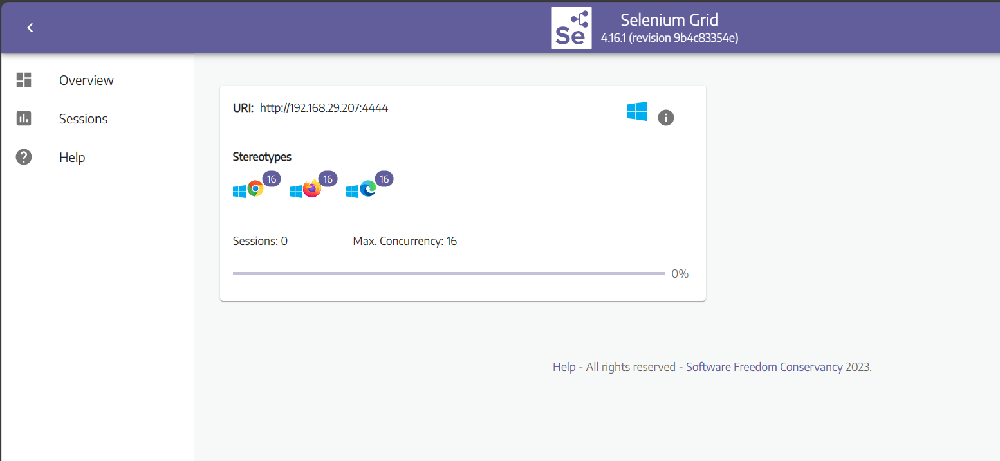 Se
Selenium Grid
4.16.1 (revision 9b4c83354e)
Overview
Sessions
Help
URI: http://192.168.29.207:4444
Stereotypes
16 16 16
Sessions: 0 Max. Concurrency: 16
0%
Help - All rights reserved - Software Freedom Conservancy 2023.